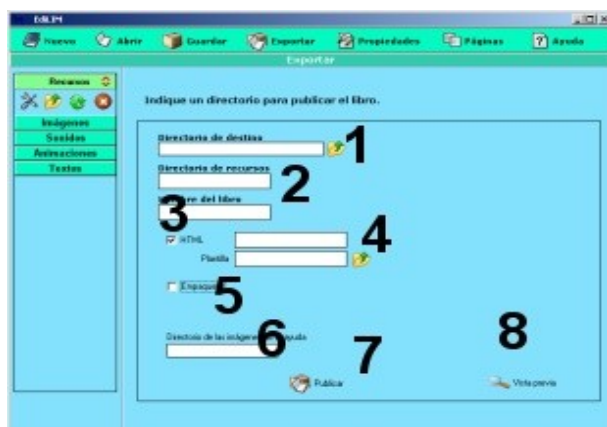 EdiLIM
Nuevo Abrir Guardar Exportar Propiedades Páginas Ayuda
Exportar
Recursos
Imágenes
Sonidos
Animaciones
Textos
Indique un directorio para publicar el libro.
Directorio de destino
1
Directorio de recursos
2
del libro
3
HTML
4
Plantilla
5
6
Directorio de las imágenes ayuda
7
Publicar
8
Vista previa